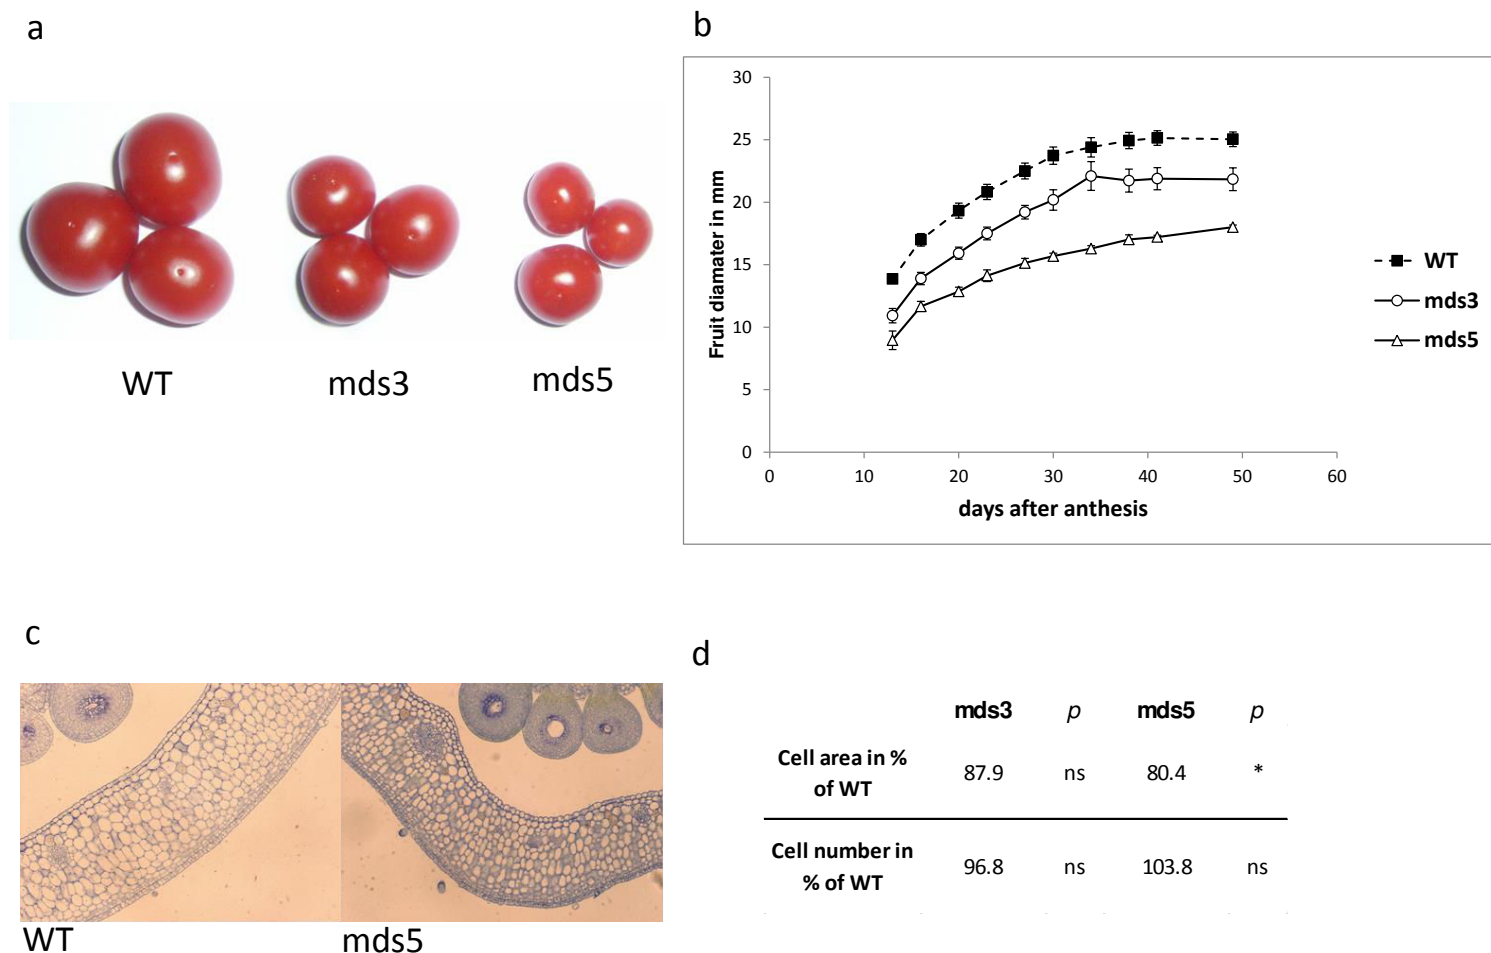 a
WT
mds3
mds5
b
30
25
20
15
10
5
0
Fruit diamater in mm
0 10 20 30 40 50 60
days after anthesis
WT
mds3
mds5
c
WT
mds5
d
mds3 p mds5 p
Cell area in %
of WT
87.9 ns 80.4 *
Cell number in
% of WT
96.8 ns 103.8 ns